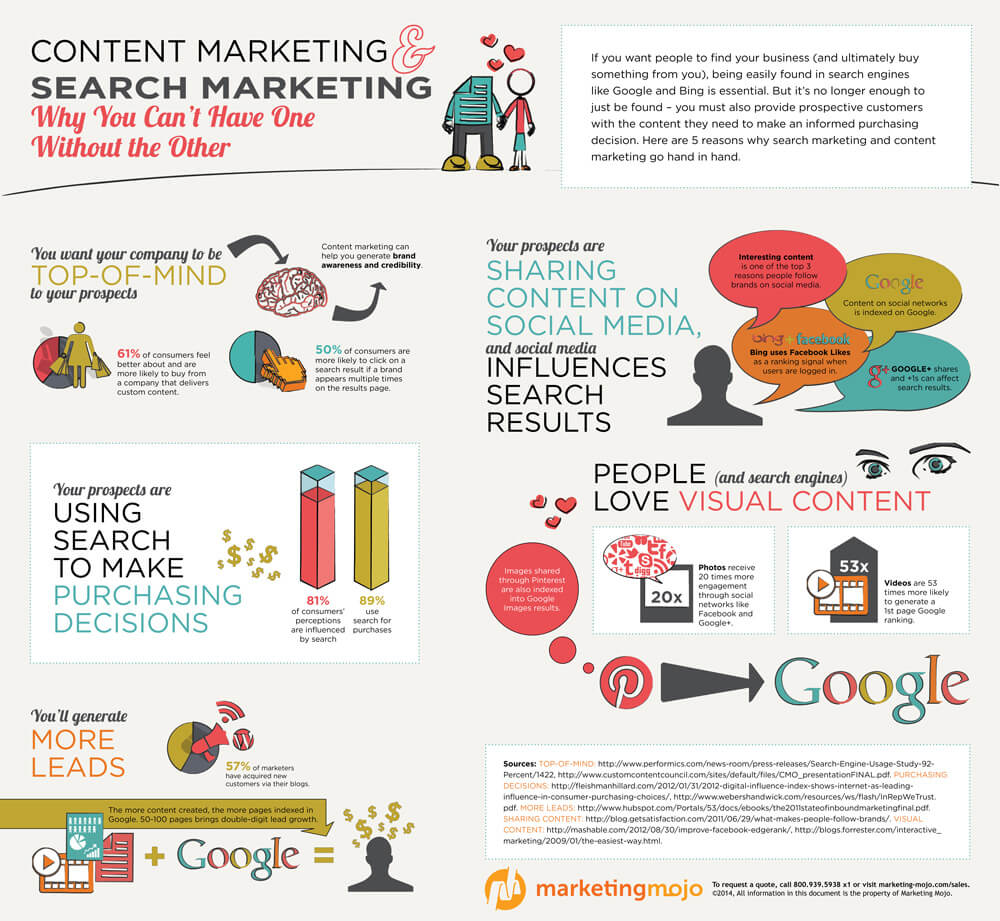 CONTENT MARKETING &
SEARCH MARKETING
Why You Can't Have One
Without the Other
If you want people to find your business (and ultimately buy
something from you), being easily found in search engines
like Google and Bing is essential. But it's no longer enough to
just be found – you must also provide prospective customers
with the content they need to make an informed purchasing
decision. Here are 5 reasons why search marketing and content
marketing go hand in hand.
You want your company to be
TOP-OF-MIND
to your prospects
Content marketing can
help you generate brand
awareness and credibility.
61% of consumers feel
better about and are
more likely to buy from
a company that delivers
custom content.
50% of consumers are
more likely to click on a
search result if a brand
appears multiple times
on the results page.
Your prospects are
USING
SEARCH
TO MAKE
PURCHASING
DECISIONS
81%
of consumers'
perceptions
are influenced
by search
89%
use
search for
purchases
You'll generate
MORE
LEADS
57% of marketers
have acquired new
customers via their blogs.
The more content created, the more pages indexed in
Google. 50-100 pages brings double-digit lead growth.
+ Google =
Your prospects are
SHARING
CONTENT ON
SOCIAL MEDIA,
and social media
INFLUENCES
SEARCH
RESULTS
Interesting content
is one of the top 3
reasons people follow
brands on social media.
Google
Content on social networks
is indexed on Google.
bing + facebook
Bing uses Facebook Likes
as a ranking signal when
users are logged in.
g+ GOOGLE+ shares
and +1s can affect
search results.
PEOPLE (and search engines)
LOVE VISUAL CONTENT
Images shared
through Pinterest
are also indexed
into Google
Images results.
digg
20x
Photos receive
20 times more
engagement
through social
networks like
Facebook and
Google+.
53x
Videos are 53
times more likely
to generate a
1st page Google
ranking.
Google
Sources: TOP-OF-MIND: http://www.performics.com/news-room/press-releases/Search-Engine-Usage-Study-92-
Percent/1422, http://www.customcontentcouncil.com/sites/default/files/CMO_presentationFINAL.pdf. PURCHASING
DECISIONS: http://fleishmanhillard.com/2012/01/31/2012-digital-influence-index-shows-internet-as-leading-
influence-in-consumer-purchasing-choices/, http://www.webershandwick.com/resources/ws/flash/InRepWeTrust.
pdf. MORE LEADS: http://www.hubspot.com/Portals/53/docs/ebooks/the2011stateofinboundmarketingfinal.pdf.
SHARING CONTENT: http://blog.getsatisfaction.com/2011/06/29/what-makes-people-follow-brands/. VISUAL
CONTENT: http://mashable.com/2012/08/30/improve-facebook-edgerank/, http://blogs.forrester.com/interactive_
marketing/2009/01/the-easiest-way.html.
marketingmojo
To request a quote, call 800.939.5938 x1 or visit marketing-mojo.com/sales.
©2014, All information in this document is the property of Marketing Mojo.